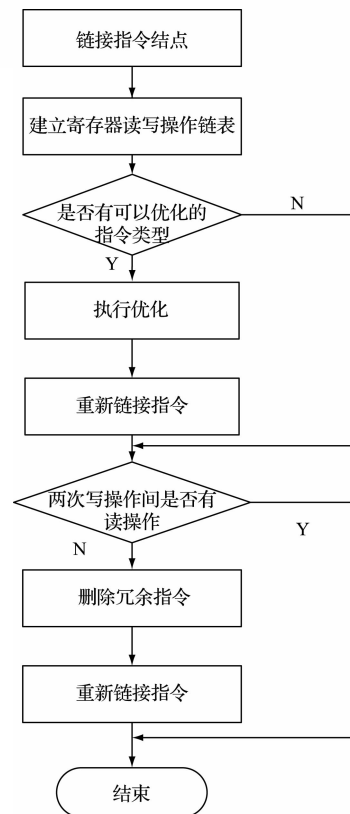 链接指令结点
建立寄存器读写操作链表
是否有可以优化的
指令类型
N
Y
执行优化
重新链接指令
两次写操作间是否有
读操作
Y
N
删除冗余指令
重新链接指令
结束